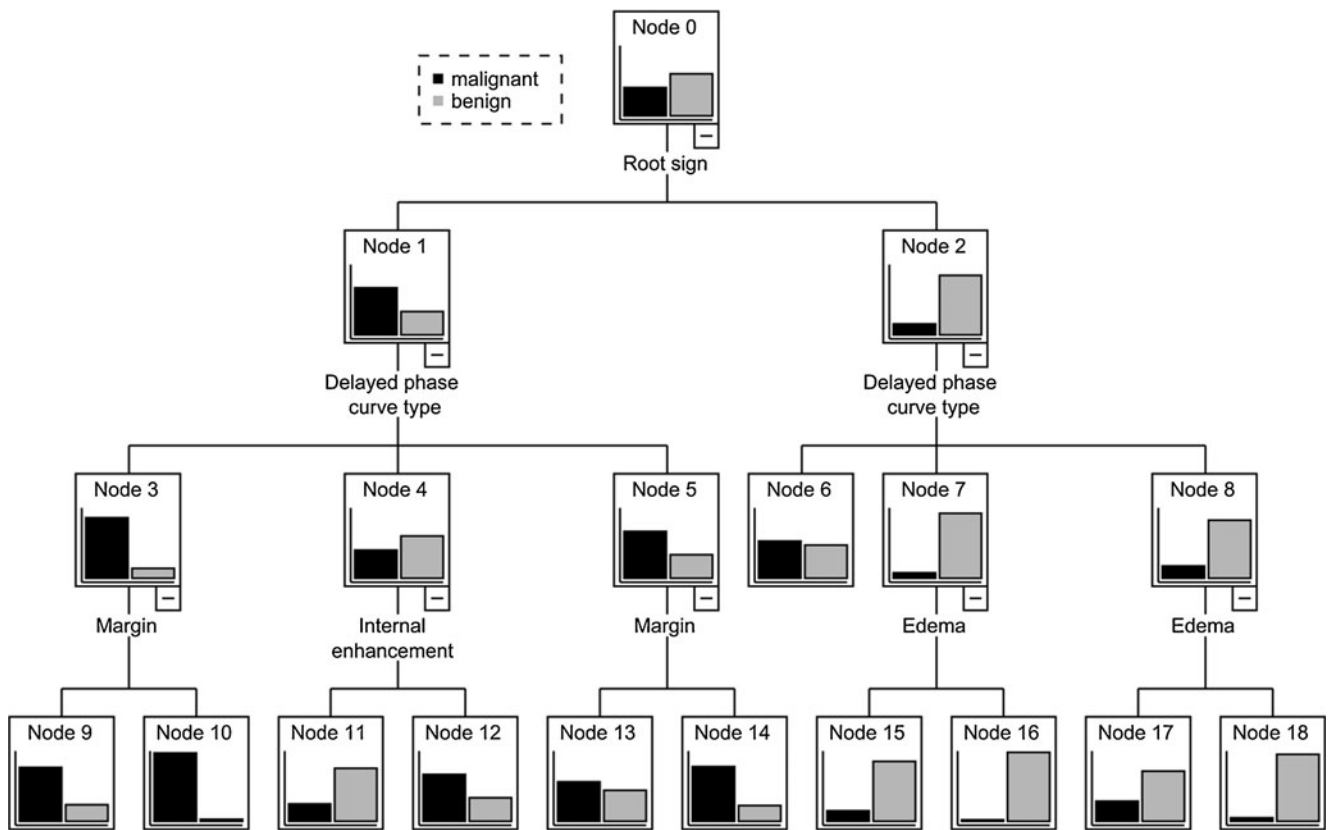 Node 0
malignant
benign
Root sign
Node 1
Node 2
Delayed phase
curve type
Delayed phase
curve type
Node 3
Node 4
Node 5
Node 6
Node 7
Node 8
Margin
Internal
enhancement
Margin
Edema
Edema
Node 9
Node 10
Node 11
Node 12
Node 13
Node 14
Node 15
Node 16
Node 17
Node 18